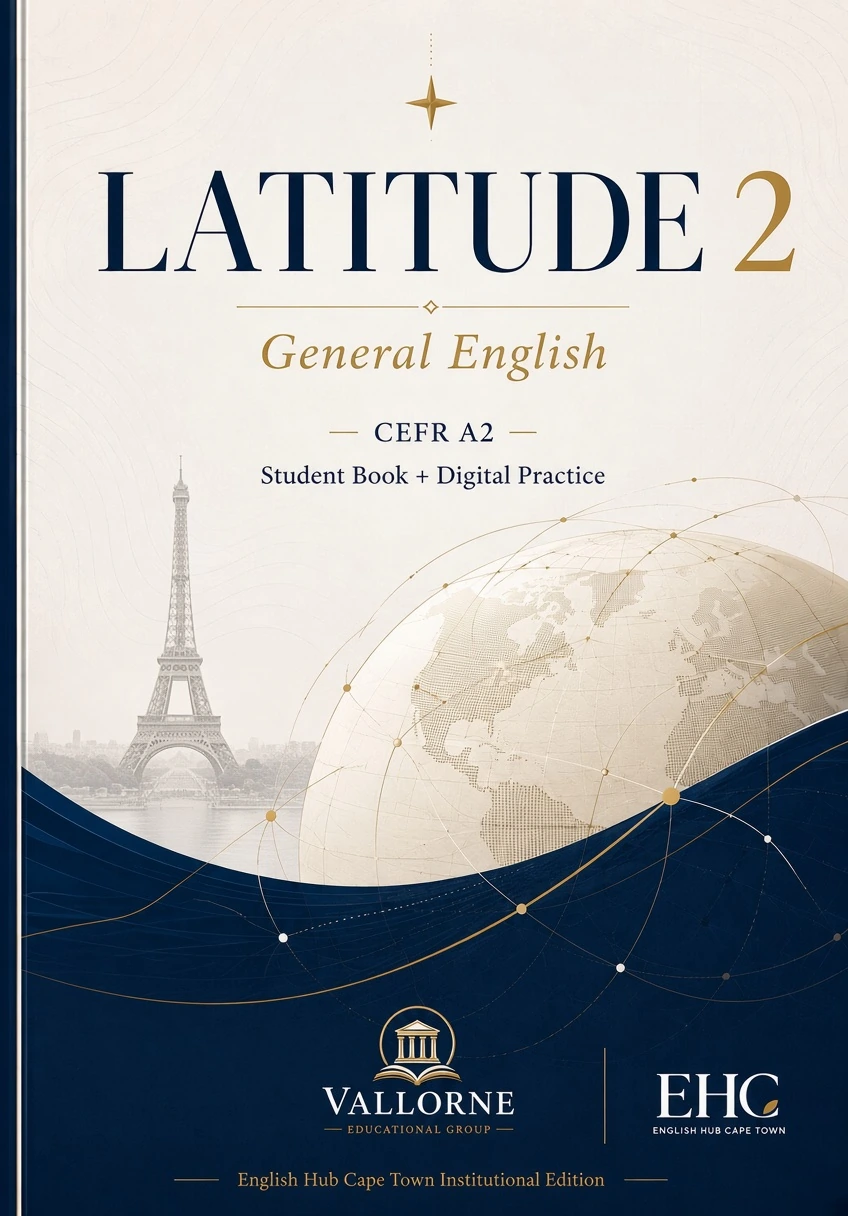 LATITUDE 2
General English
CEFR A2
Student Book + Digital Practice
VALLORNE
EDUCATIONAL GROUP
EHC
ENGLISH HUB CAPE TOWN
English Hub Cape Town Institutional Edition